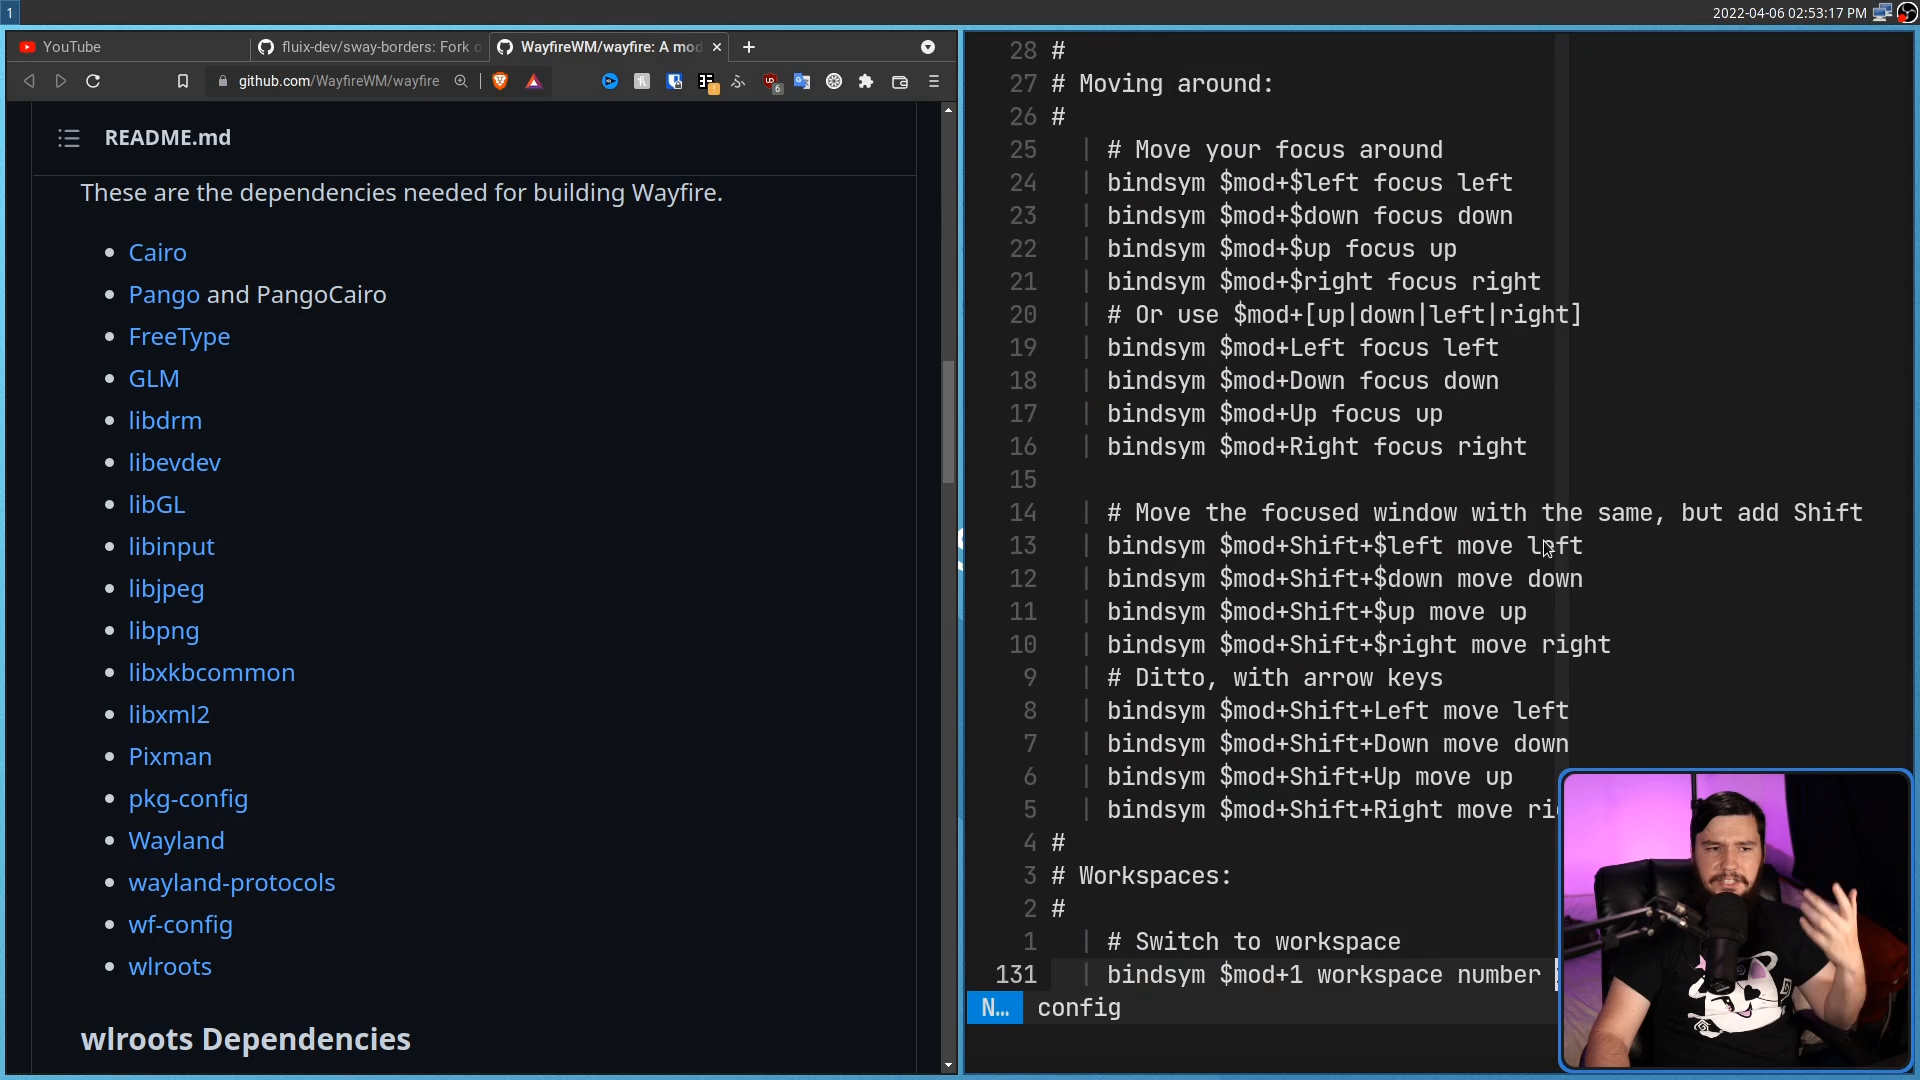 1
2022-04-06 02:53:17 PM
YouTube
fluix-dev/sway-borders: Fork
WayfireWM/wayfire: A mod
github.com/WayfireWM/wayfire
6
README.md
These are the dependencies needed for building Wayfire.
Cairo
Pango and PangoCairo
FreeType
GLM
libdrm
libevdev
libGL
libinput
libjpeg
libpng
libxkbcommon
libxml2
Pixman
pkg-config
Wayland
wayland-protocols
wf-config
wlroots
wlroots Dependencies
28 #
27 # Moving around:
26 #
25 | # Move your focus around
24 | bindsym $mod+$left focus left
23 | bindsym $mod+$down focus down
22 | bindsym $mod+$up focus up
21 | bindsym $mod+$right focus right
20 | # Or use $mod+[up|down|left|right]
19 | bindsym $mod+Left focus left
18 | bindsym $mod+Down focus down
17 | bindsym $mod+Up focus up
16 | bindsym $mod+Right focus right
15
14 | # Move the focused window with the same, but add Shift
13 | bindsym $mod+Shift+$left move left
12 | bindsym $mod+Shift+$down move down
11 | bindsym $mod+Shift+$up move up
10 | bindsym $mod+Shift+$right move right
9 | # Ditto, with arrow keys
8 | bindsym $mod+Shift+Left move left
7 | bindsym $mod+Shift+Down move down
6 | bindsym $mod+Shift+Up move up
5 | bindsym $mod+Shift+Right move
4 #
3 # Workspaces:
2 #
1 | # Switch to workspace
131 | bindsym $mod+1 workspace number
N… config